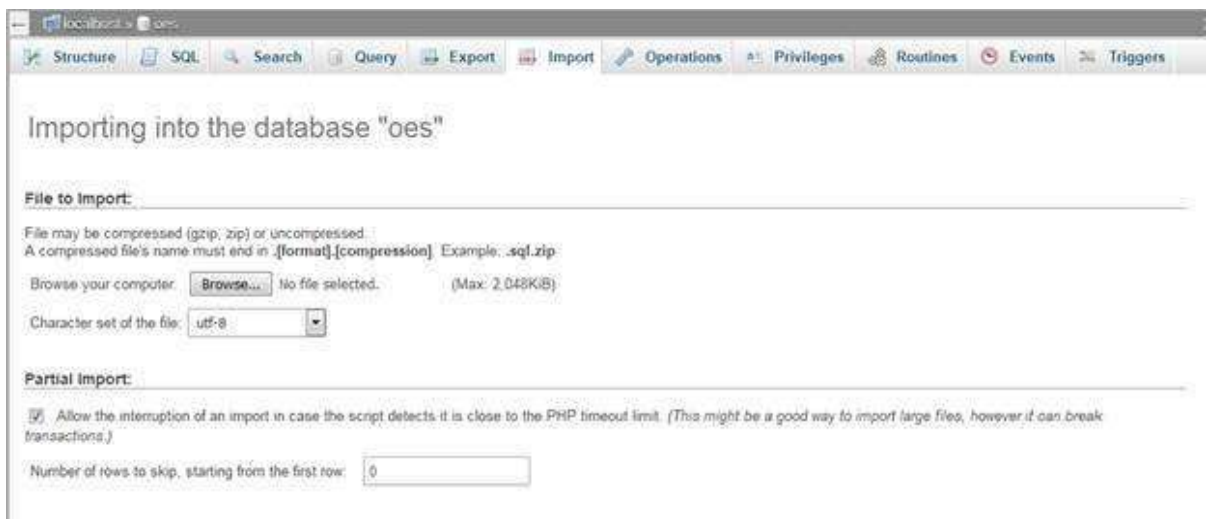 localhost » oes
Structure SQL Search Query Export Import Operations Privileges Routines Events Triggers
Importing into the database "oes"
File to Import:
File may be compressed (gzip, zip) or uncompressed.
A compressed file's name must end in .[format].[compression]. Example: .sql.zip
Browse your computer: Browse... No file selected. (Max: 2,048KiB)
Character set of the file: utf-8
Partial Import:
Allow the interruption of an import in case the script detects it is close to the PHP timeout limit. (This might be a good way to import large files, however it can break
transactions.)
Number of rows to skip, starting from the first row: 0